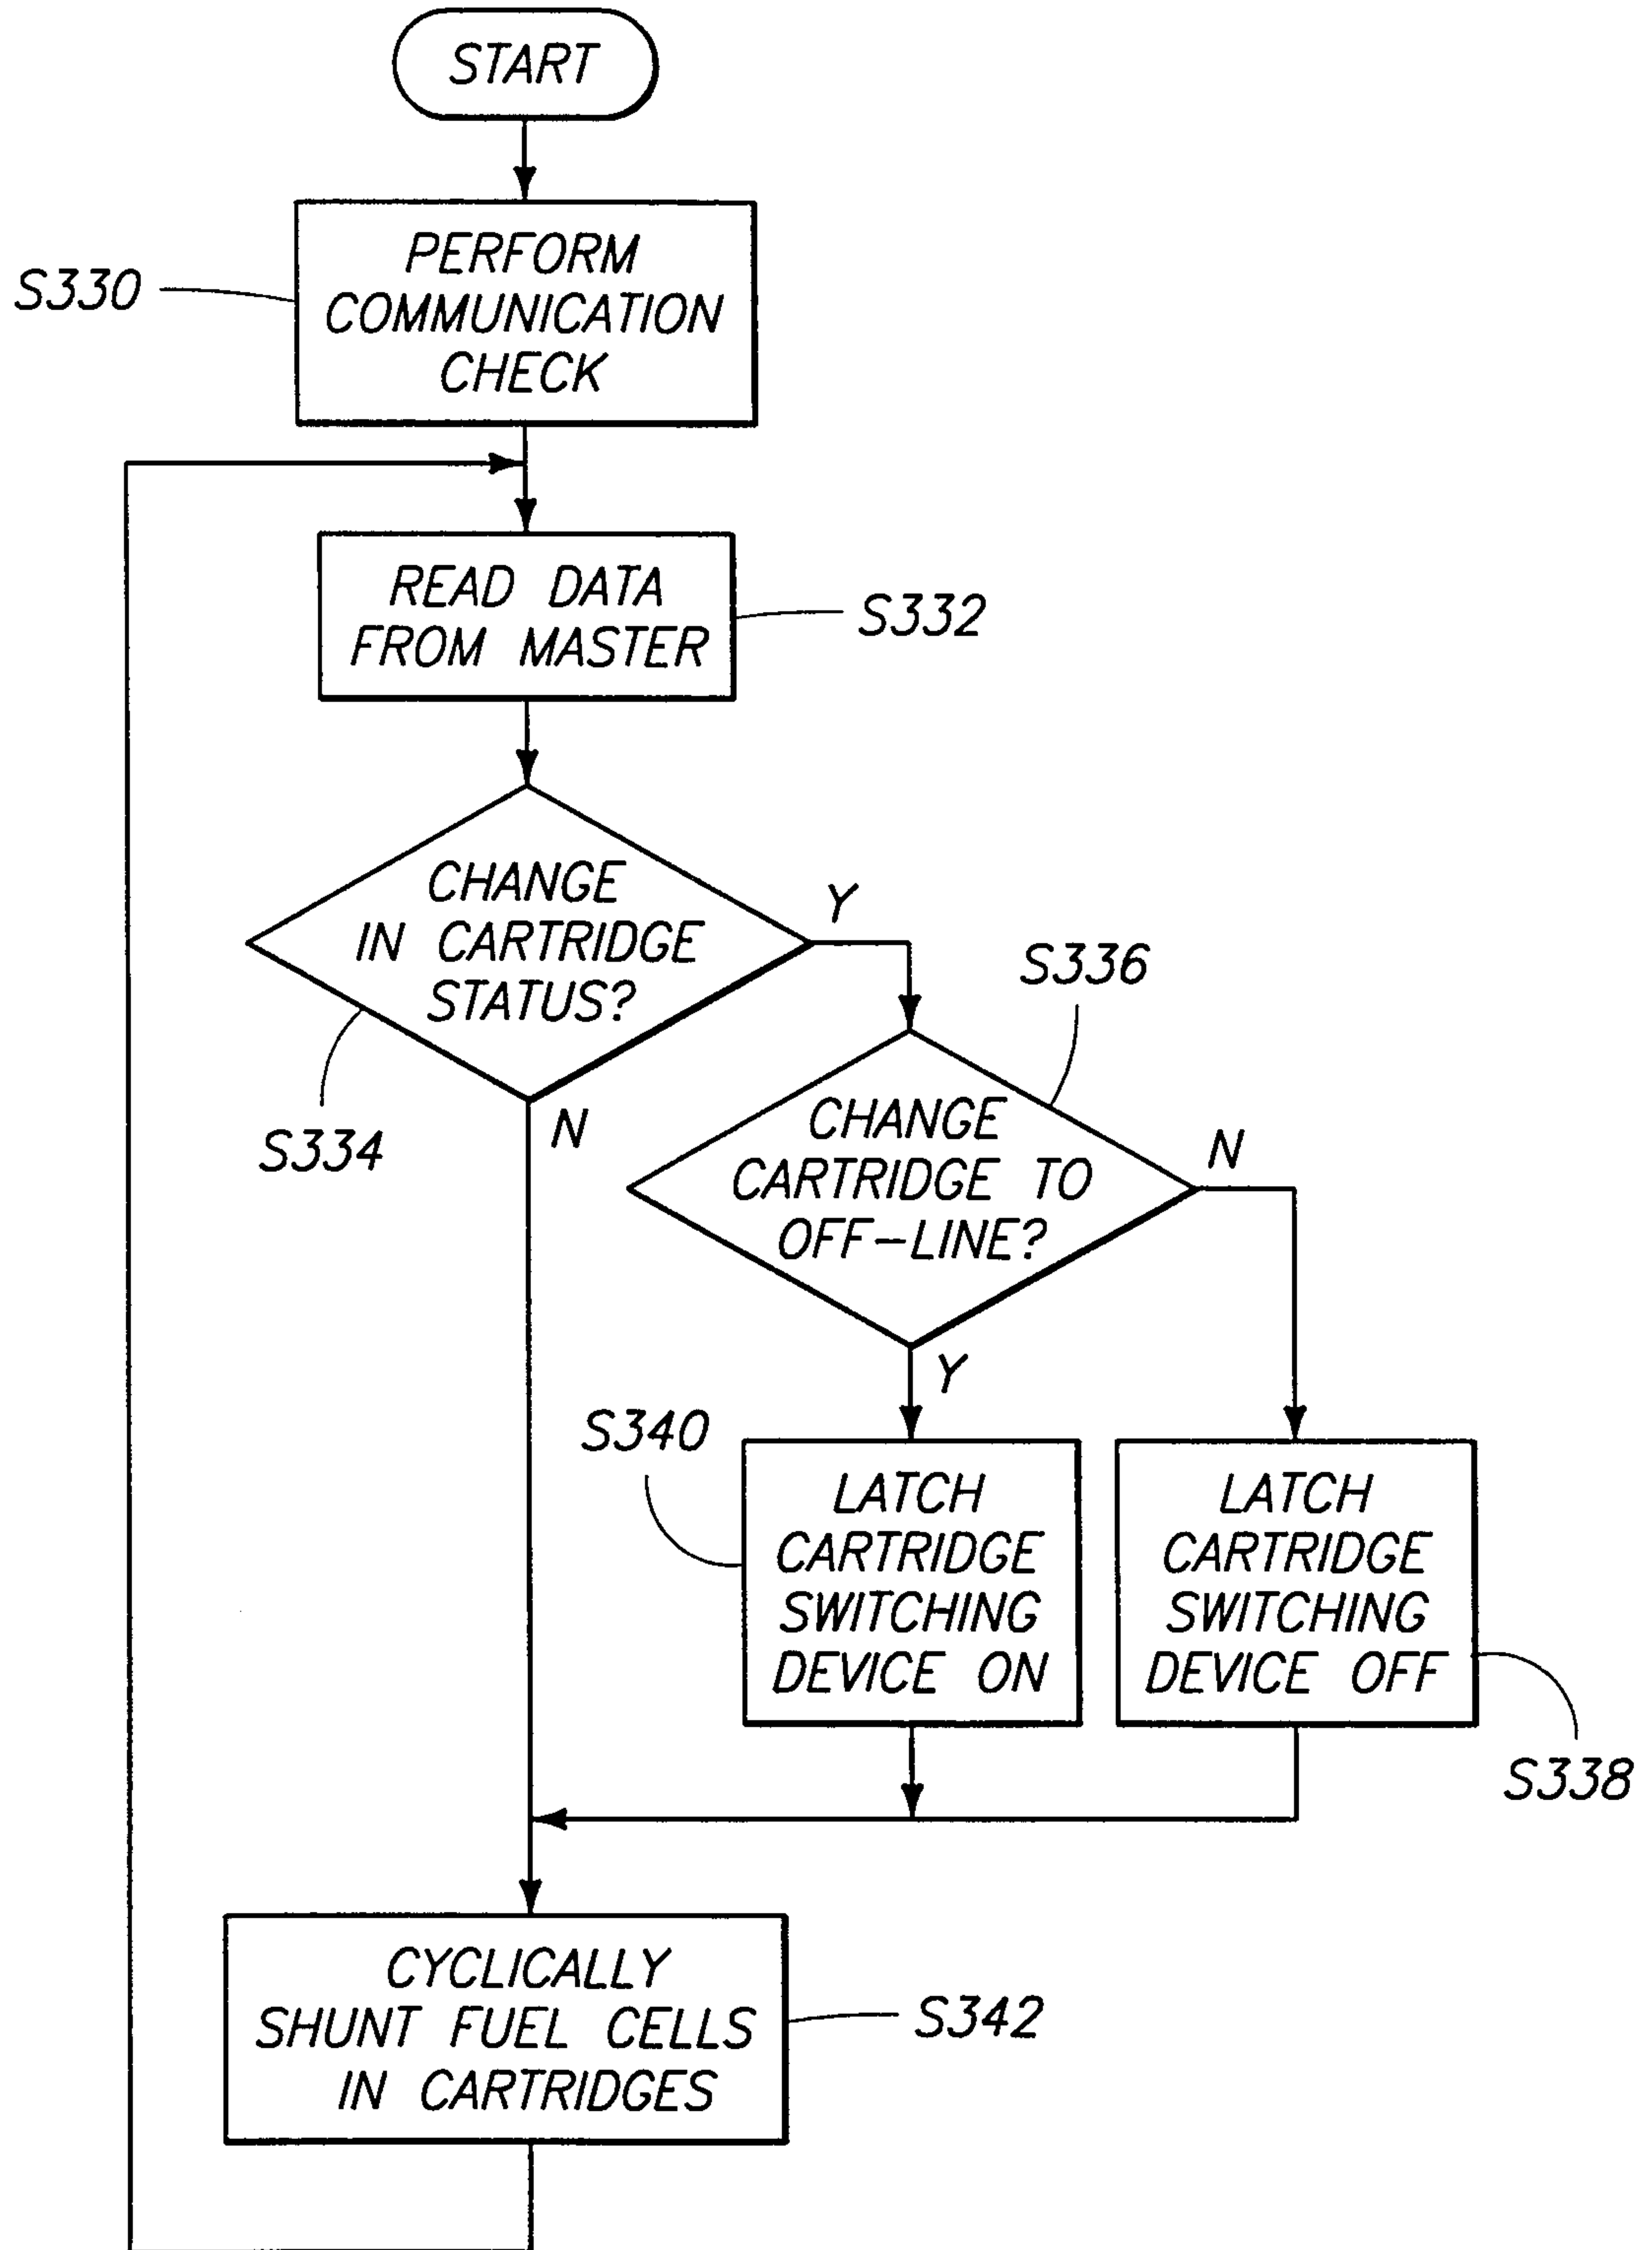 START
PERFORM
COMMUNICATION
CHECK
S330
READ DATA
FROM MASTER
S332
CHANGE
IN CARTRIDGE
STATUS?
S334
Y
N
S336
CHANGE
CARTRIDGE TO
OFF-LINE?
N
Y
S340
LATCH
CARTRIDGE
SWITCHING
DEVICE ON
LATCH
CARTRIDGE
SWITCHING
DEVICE OFF
S338
CYCLICALLY
SHUNT FUEL CELLS
IN CARTRIDGES
S342